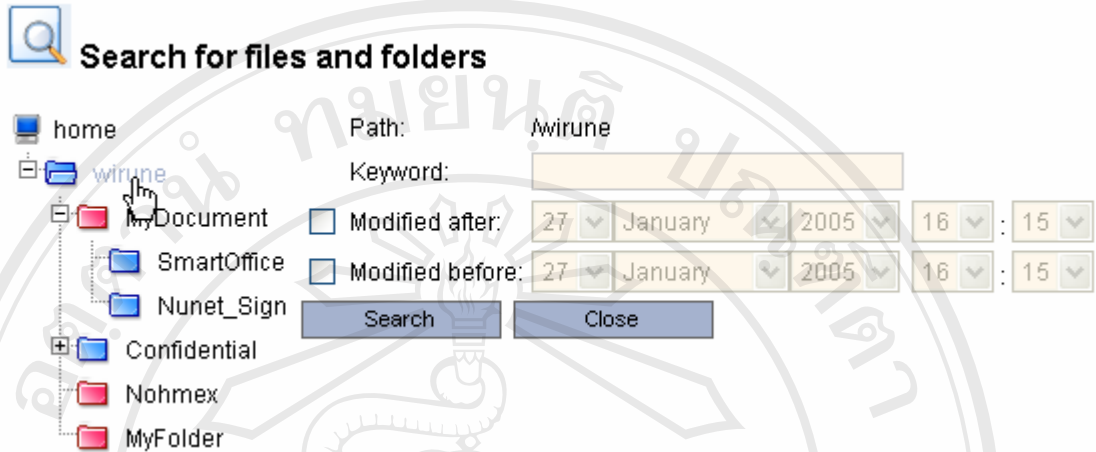 Search for files and folders
home
Path: /wirune
wirune
Keyword:
MyDocument
Modified after: 27 January 2005 16 : 15
SmartOffice
Modified before: 27 January 2005 16 : 15
Nunet_Sign
Search Close
Confidential
Nohmex
MyFolder